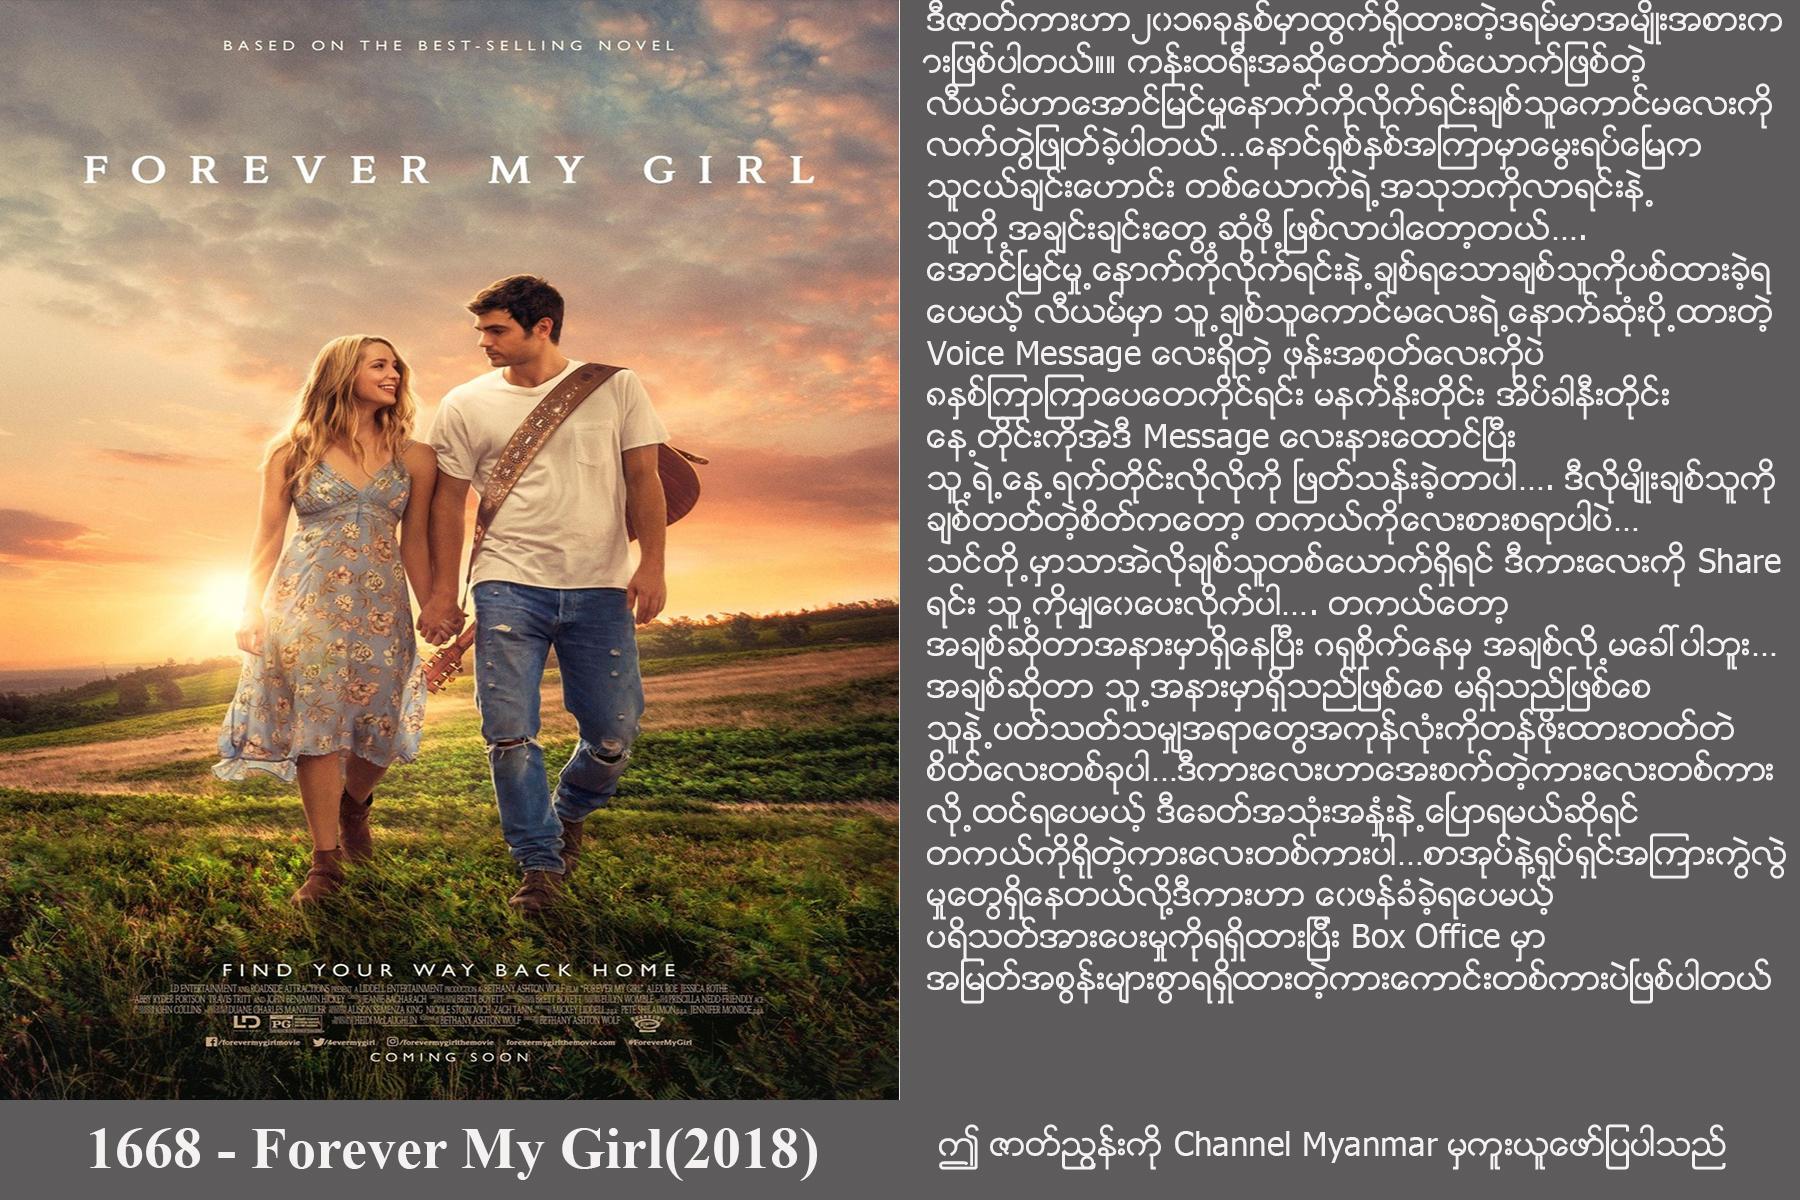 BASED ON THE BEST-SELLING NOVEL
FOREVER MY GIRL
FIND YOUR WAY BACK HOME
/forevermygirlmovie /4evermygirl /forevermygirlthemovie forevermygirlthemovie.com #ForeverMyGirl
COMING SOON
1668 - Forever My Girl(2018)
ဒီဇာတ်ကားဟာ၂၀၁၈ခုနှစ်မှာထွက်ရှိထားတဲ့ဒရမ်မာအမျိုးအစားက
ားဖြစ်ပါတယ်။။ ကန်းထရီးအဆိုတော်တစ်ယောက်ဖြစ်တဲ့
လီယမ်ဟာအောင်မြင်မှုနောက်ကိုလိုက်ရင်းချစ်သူကောင်မလေးကို
လက်တွဲဖြုတ်ခဲ့ပါတယ်...နောင်ရှစ်နှစ်အကြာမှာမွေးရပ်မြေက
သူငယ်ချင်းဟောင်း တစ်ယောက်ရဲ့အသုဘကိုလာရင်းနဲ့
သူတို့အချင်းချင်းတွေ့ဆုံဖို့ဖြစ်လာပါတော့တယ်....
အောင်မြင်မှု့နောက်ကိုလိုက်ရင်းနဲ့ချစ်ရသောချစ်သူကိုပစ်ထားခဲ့ရ
ပေမယ့် လီယမ်မှာ သူ့ချစ်သူကောင်မလေးရဲ့နောက်ဆုံးပို့ထားတဲ့
Voice Message လေးရှိတဲ့ ဖုန်းအစုတ်လေးကိုပဲ
၈နှစ်ကြာကြာပေတေကိုင်ရင်း မနက်နိုးတိုင်း အိပ်ခါနီးတိုင်း
နေ့တိုင်းကိုအဲဒီ Message လေးနားထောင်ပြီး
သူ့ရဲ့နေ့ရက်တိုင်းလိုလိုကို ဖြတ်သန်းခဲ့တာပါ.... ဒီလိုမျိုးချစ်သူကို
ချစ်တတ်တဲ့စိတ်ကတော့ တကယ်ကိုလေးစားစရာပါပဲ...
သင်တို့မှာသာအဲလိုချစ်သူတစ်ယောက်ရှိရင် ဒီကားလေးကို Share
ရင်း သူ့ကိုမျှဝေပေးလိုက်ပါ.... တကယ်တော့
အချစ်ဆိုတာအနားမှာရှိနေပြီး ဂရုစိုက်နေမှ အချစ်လို့မခေါ်ပါဘူး...
အချစ်ဆိုတာ သူ့အနားမှာရှိသည်ဖြစ်စေ မရှိသည်ဖြစ်စေ
သူနဲ့ပတ်သတ်သမျှအရာတွေအကုန်လုံးကိုတန်ဖိုးထားတတ်တဲ
စိတ်လေးတစ်ခုပါ...ဒီကားလေးဟာအေးစက်တဲ့ကားလေးတစ်ကား
လို့ထင်ရပေမယ့် ဒီခေတ်အသုံးအနှုံးနဲ့ပြောရမယ်ဆိုရင်
တကယ်ကိုရိုတဲ့ကားလေးတစ်ကားပါ...စာအုပ်နဲ့ရုပ်ရှင်အကြားကွဲလွဲ
မှုတွေရှိနေတယ်လို့ဒီကားဟာ ဝေဖန်ခံခဲ့ရပေမယ့်
ပရိသတ်အားပေးမှုကိုရရှိထားပြီး Box Office မှာ
အမြတ်အစွန်းများစွာရရှိထားတဲ့ကားကောင်းတစ်ကားပဲဖြစ်ပါတယ်
ဤ ဇာတ်ညွှန်းကို Channel Myanmar မှကူးယူဖော်ပြပါသည်